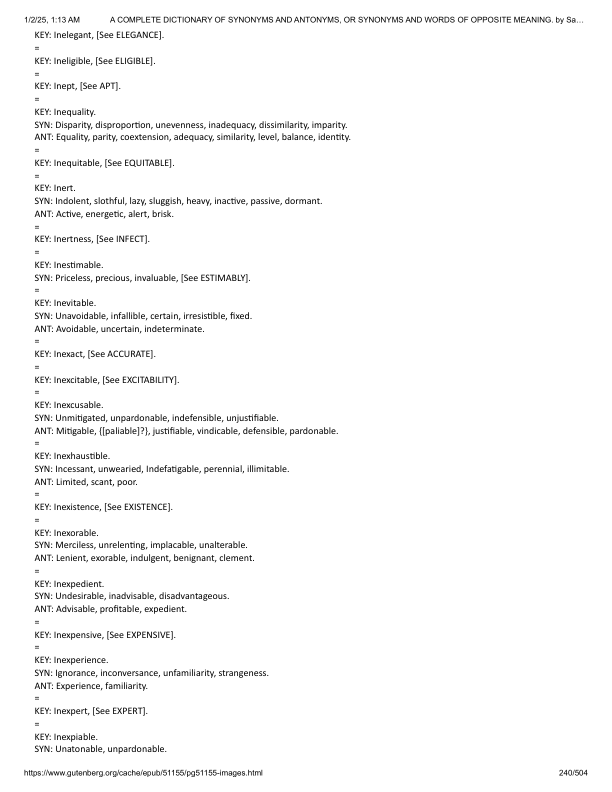 1/2/25, 1:13 AM A COMPLETE DICTIONARY OF SYNONYMS AND ANTONYMS, OR SYNONYMS AND WORDS OF OPPOSITE MEANING. by Sa…
KEY: Inelegant, [See ELEGANCE].
=
KEY: Ineligible, [See ELIGIBLE].
=
KEY: Inept, [See APT].
=
KEY: Inequality.
SYN: Disparity, disproportion, unevenness, inadequacy, dissimilarity, imparity.
ANT: Equality, parity, coextension, adequacy, similarity, level, balance, identity.
=
KEY: Inequitable, [See EQUITABLE].
=
KEY: Inert.
SYN: Indolent, slothful, lazy, sluggish, heavy, inactive, passive, dormant.
ANT: Active, energetic, alert, brisk.
=
KEY: Inertness, [See INFECT].
=
KEY: Inestimable.
SYN: Priceless, precious, invaluable, [See ESTIMABLY].
=
KEY: Inevitable.
SYN: Unavoidable, infallible, certain, irresistible, fixed.
ANT: Avoidable, uncertain, indeterminate.
=
KEY: Inexact, [See ACCURATE].
=
KEY: Inexcitable, [See EXCITABILITY].
=
KEY: Inexcusable.
SYN: Unmitigated, unpardonable, indefensible, unjustifiable.
ANT: Mitigable, {[paliable]?}, justifiable, vindicable, defensible, pardonable.
=
KEY: Inexhaustible.
SYN: Incessant, unwearied, Indefatigable, perennial, illimitable.
ANT: Limited, scant, poor.
=
KEY: Inexistence, [See EXISTENCE].
=
KEY: Inexorable.
SYN: Merciless, unrelenting, implacable, unalterable.
ANT: Lenient, exorable, indulgent, benignant, clement.
=
KEY: Inexpedient.
SYN: Undesirable, inadvisable, disadvantageous.
ANT: Advisable, profitable, expedient.
=
KEY: Inexpensive, [See EXPENSIVE].
=
KEY: Inexperience.
SYN: Ignorance, inconversance, unfamiliarity, strangeness.
ANT: Experience, familiarity.
=
KEY: Inexpert, [See EXPERT].
=
KEY: Inexpiable.
SYN: Unatonable, unpardonable.
https://www.gutenberg.org/cache/epub/51155/pg51155-images.html 240/504